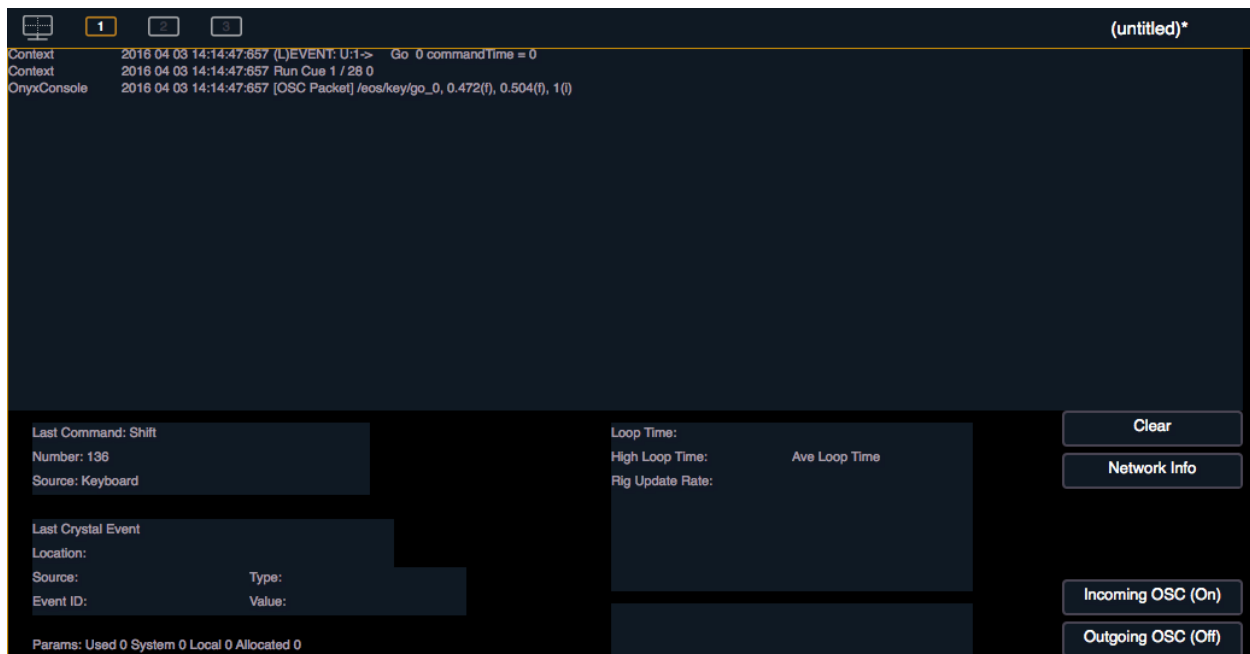 1 2 3 (untitled)*
Context 2016 04 03 14:14:47:657 (L)EVENT: U:1-> Go 0 commandTime = 0
Context 2016 04 03 14:14:47:657 Run Cue 1 / 28 0
OnyxConsole 2016 04 03 14:14:47:657 [OSC Packet] /eos/key/go_0, 0.472(f), 0.504(f), 1(i)
Last Command: Shift
Number: 136
Source: Keyboard
Last Crystal Event
Location:
Source: Type:
Event ID: Value:
Params: Used 0 System 0 Local 0 Allocated 0
Loop Time:
High Loop Time: Ave Loop Time
Rig Update Rate:
Clear
Network Info
Incoming OSC (On)
Outgoing OSC (Off)